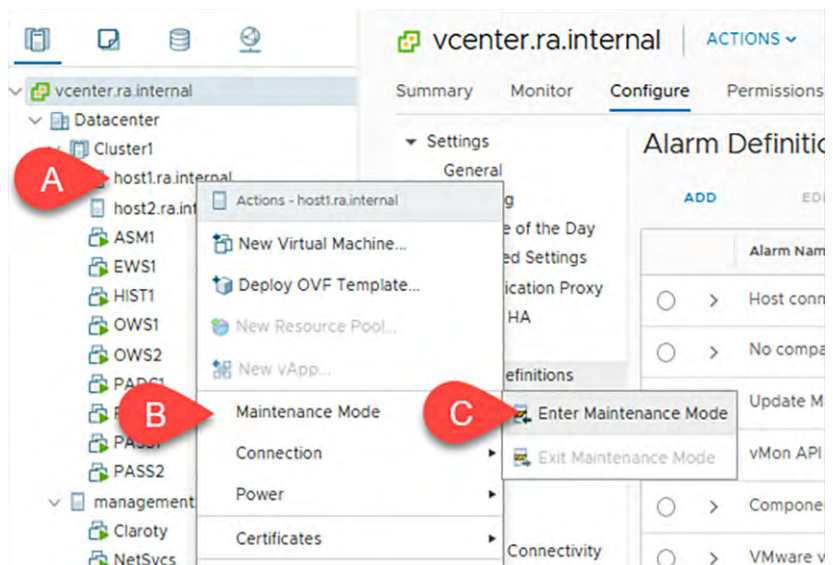 vcenter.ra.internal
ACTIONS
vcenter.ra.internal
Summary Monitor Configure Permissions
Datacenter
Cluster1
Settings
General
Alarm
A
host1.ra.internal
host2.ra.int
Actions - host1.ra.internal
ADD
ASM1
New Virtual Machine...
e of the Day
ed Settings
Alarm Nam
EWS1
Deploy OVF Template...
ication Proxy
HIST1
HA
Host conn
OWS1
New Resource Pool...
OWS2
New vApp...
efinitions
No compa
B
Maintenance Mode
C
Enter Maintenance Mode
Update M
Connection
Exit Maintenance Mode
vMon API
PASS2
Power
management
Componen
Claroty
Certificates
Connectivity
NetSvcs
VMware v